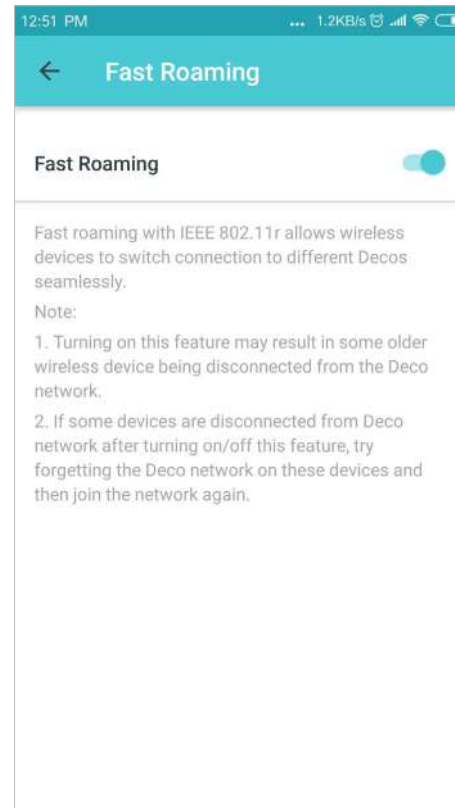 12:51 PM ... 1.2KB/s
Fast Roaming
Fast Roaming
Fast roaming with IEEE 802.11r allows wireless
devices to switch connection to different Decos
seamlessly.
Note:
1. Turning on this feature may result in some older
wireless device being disconnected from the Deco
network.
2. If some devices are disconnected from Deco
network after turning on/off this feature, try
forgetting the Deco network on these devices and
then join the network again.